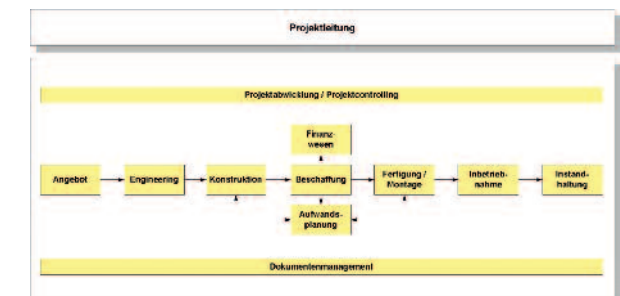 Projektleitung
Projektabwicklung / Projektcontrolling
Finanz-
wesen
Angebot
Engineering
Konstruktion
Beschaffung
Fertigung /
Montage
Inbetrieb-
nahme
Instand-
haltung
Aufwands-
planung
Dokumentenmanagement